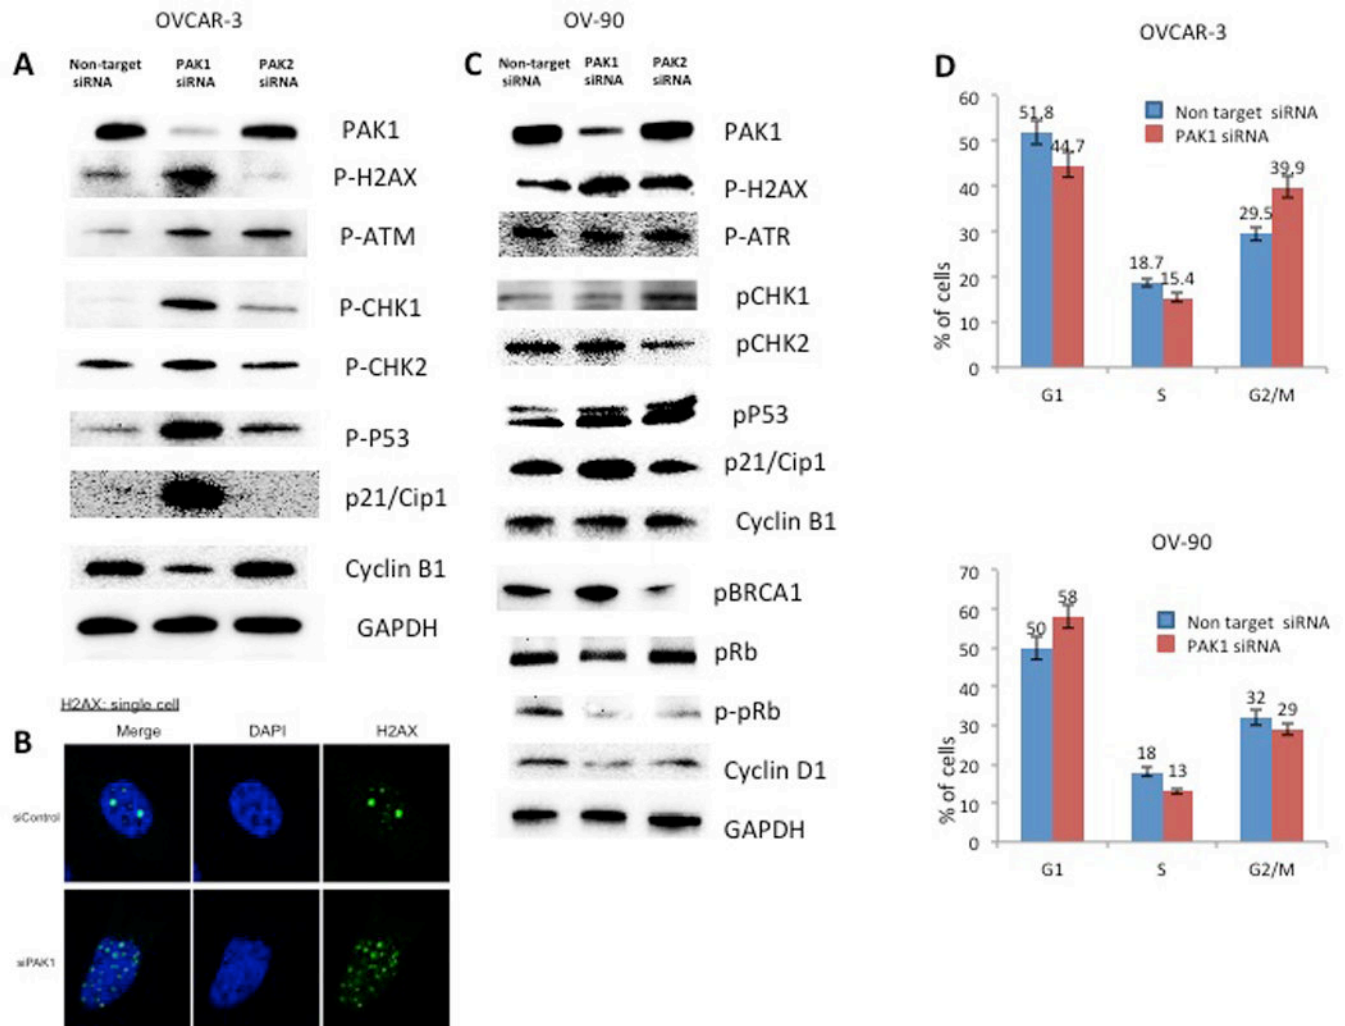 OVCAR-3
A
Non-target siRNA
PAK1 siRNA
PAK2 siRNA
PAK1
P-H2AX
P-ATM
P-CHK1
P-CHK2
P-P53
p21/Cip1
Cyclin B1
GAPDH
H2AX: single cell
B
Merge DAPI H2AX
siControl
siPAK1
OV-90
C
Non-target siRNA
PAK1 siRNA
PAK2 siRNA
PAK1
P-H2AX
P-ATR
pCHK1
pCHK2
pP53
p21/Cip1
Cyclin B1
pBRCA1
pRb
p-pRb
Cyclin D1
GAPDH
D
OVCAR-3
Non target siRNA
PAK1 siRNA
% of cells
60
50
40
30
20
10
0
51,8
44,7
18.7
15.4
29.5
39,9
G1 S G2/M
OV-90
Non target siRNA
PAK1 siRNA
% of cells
70
60
50
40
30
20
10
0
50
58
18
13
32
29
G1 S G2/M